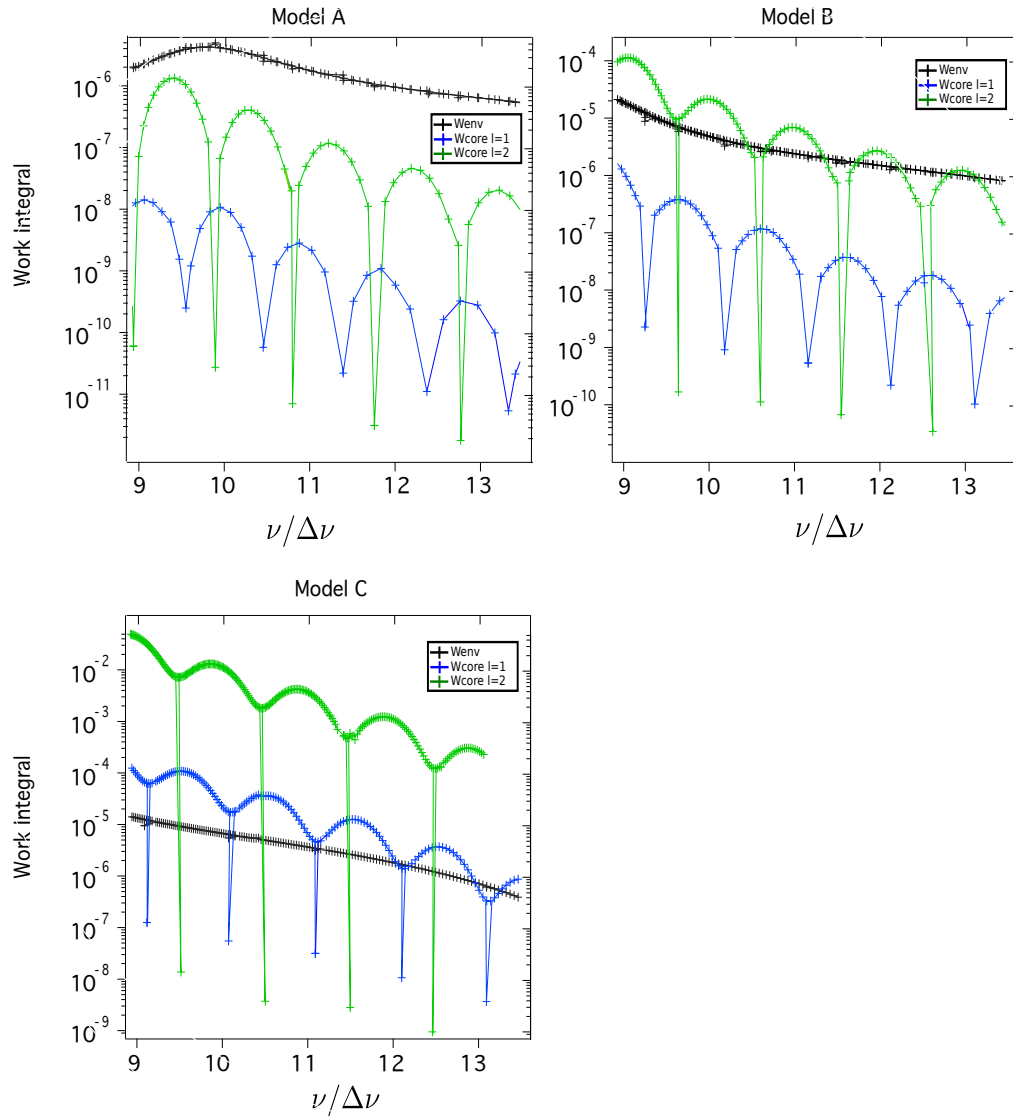 Model A
Work integral
10^-6
10^-7
10^-8
10^-9
10^-10
10^-11
Wenv
Wcore l=1
Wcore l=2
9 10 11 12 13
ν/Δν
Model B
10^-4
10^-5
10^-6
10^-7
10^-8
10^-9
10^-10
Wenv
Wcore l=1
Wcore l=2
9 10 11 12 13
ν/Δν
Model C
Work integral
10^-2
10^-3
10^-4
10^-5
10^-6
10^-7
10^-8
10^-9
Wenv
Wcore l=1
Wcore l=2
9 10 11 12 13
ν/Δν